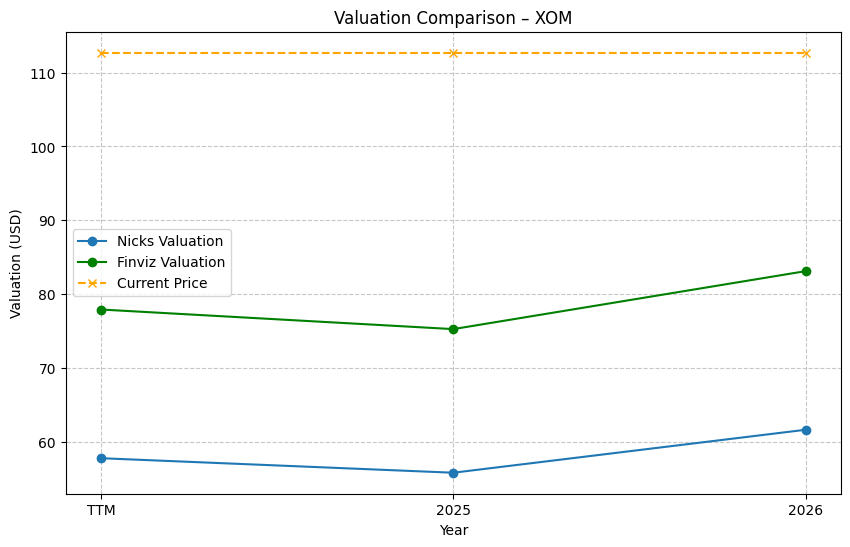 Valuation Comparison – XOM
Valuation (USD)
110
100
90
80
70
60
Nicks Valuation
Finviz Valuation
Current Price
TTM
2025
2026
Year